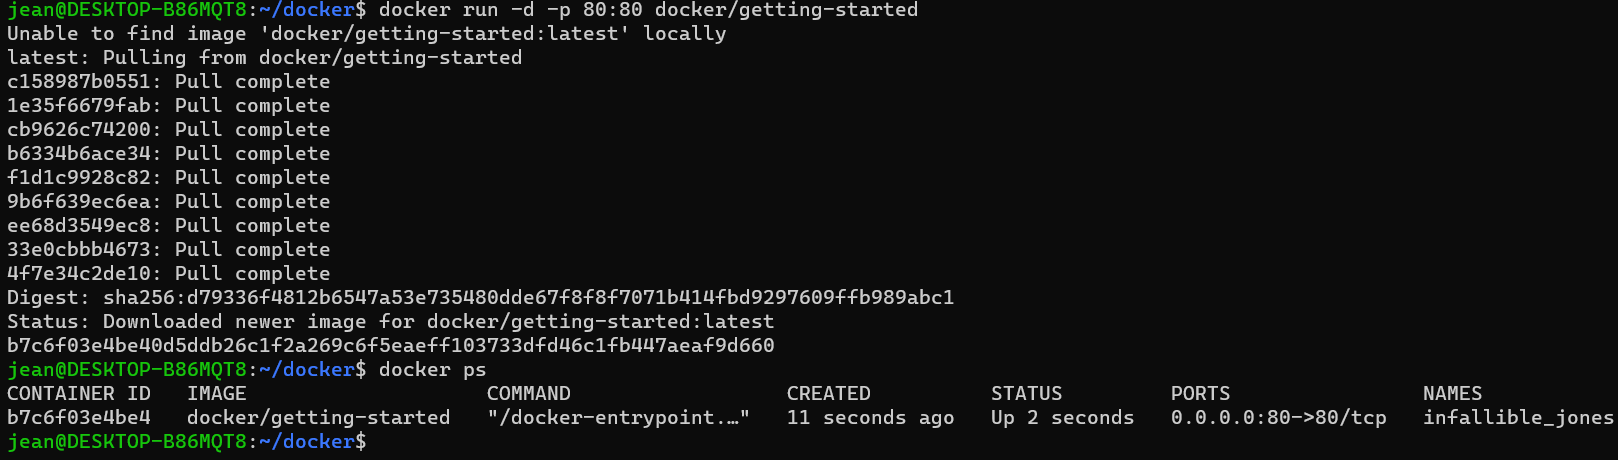 jean@DESKTOP-B86MQT8:~/docker$ docker run -d -p 80:80 docker/getting-started
Unable to find image 'docker/getting-started:latest' locally
latest: Pulling from docker/getting-started
c158987b0551: Pull complete
1e35f6679fab: Pull complete
cb9626c74200: Pull complete
b6334b6ace34: Pull complete
f1d1c9928c82: Pull complete
9b6f639ec6ea: Pull complete
ee68d3549ec8: Pull complete
33e0cbbb4673: Pull complete
4f7e34c2de10: Pull complete
Digest: sha256:d79336f4812b6547a53e735480dde67f8f8f7071b414fbd9297609ffb989abc1
Status: Downloaded newer image for docker/getting-started:latest
b7c6f03e4be40d5ddb26c1f2a269c6f5eaeff103733dfd46c1fb447aeaf9d660
jean@DESKTOP-B86MQT8:~/docker$ docker ps
CONTAINER ID   IMAGE                    COMMAND                  CREATED          STATUS         PORTS                NAMES
b7c6f03e4be4   docker/getting-started   "/docker-entrypoint.…"   11 seconds ago   Up 2 seconds   0.0.0.0:80->80/tcp   infallible_jones
jean@DESKTOP-B86MQT8:~/docker$